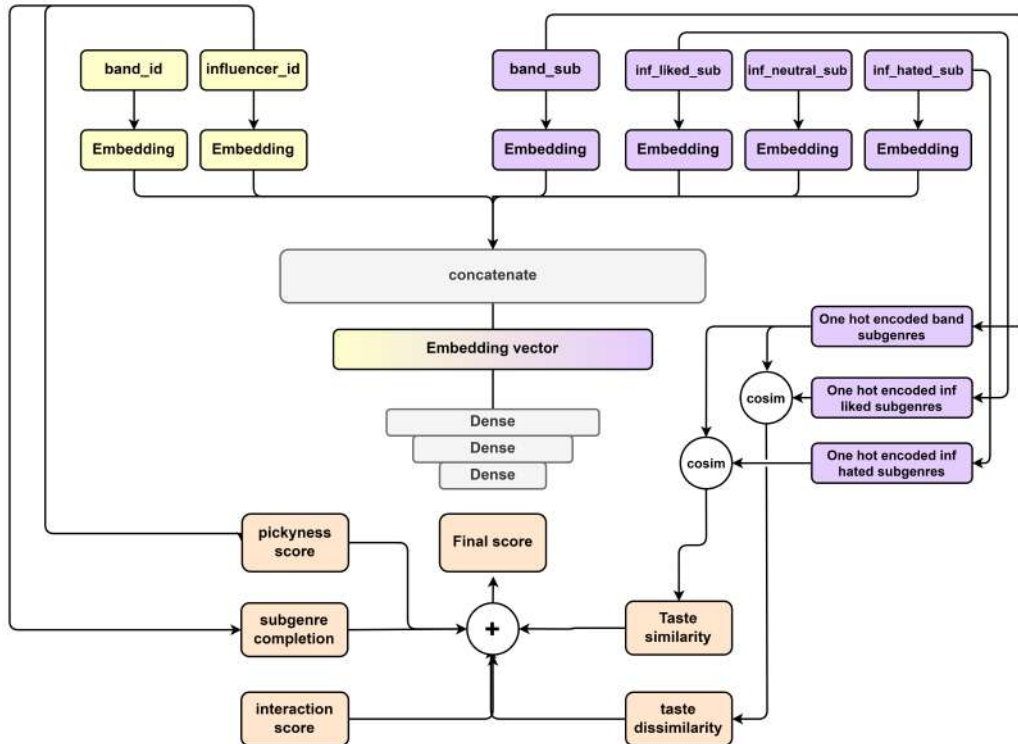 band_id
influencer_id
band_sub
inf_liked_sub
inf_neutral_sub
inf_hated_sub
Embedding
Embedding
Embedding
Embedding
Embedding
Embedding
concatenate
Embedding vector
One hot encoded band
subgenres
cosim
One hot encoded inf
liked subgenres
Dense
Dense
Dense
cosim
One hot encoded inf
hated subgenres
pickyness
score
Final score
subgenre
completion
+
Taste
similarity
interaction
score
taste
dissimilarity